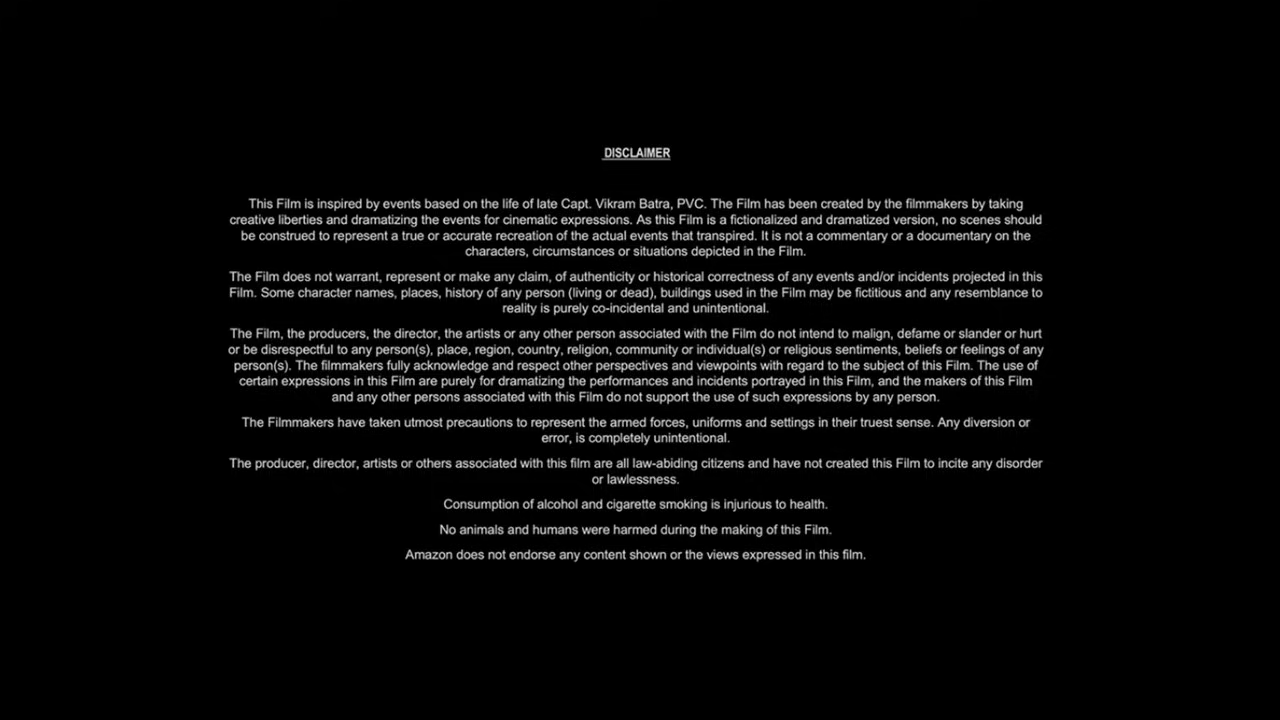 DISCLAIMER
This Film is inspired by events based on the life of late Capt. Vikram Batra, PVC. The Film has been created by the filmmakers by taking
creative liberties and dramatizing the events for cinematic expressions. As this Film is a fictionalized and dramatized version, no scenes should
be construed to represent a true or accurate recreation of the actual events that transpired. It is not a commentary or a documentary on the
characters, circumstances or situations depicted in the Film.
The Film does not warrant, represent or make any claim, of authenticity or historical correctness of any events and/or incidents projected in this
Film. Some character names, places, history of any person (living or dead), buildings used in the Film may be fictitious and any resemblance to
reality is purely co-incidental and unintentional.
The Film, the producers, the director, the artists or any other person associated with the Film do not intend to malign, defame or slander or hurt
or be disrespectful to any person(s), place, region, country, religion, community or individual(s) or religious sentiments, beliefs or feelings of any
person(s). The filmmakers fully acknowledge and respect other perspectives and viewpoints with regard to the subject of this Film. The use of
certain expressions in this Film are purely for dramatizing the performances and incidents portrayed in this Film, and the makers of this Film
and any other persons associated with this Film do not support the use of such expressions by any person.
The Filmmakers have taken utmost precautions to represent the armed forces, uniforms and settings in their truest sense. Any diversion or
error, is completely unintentional.
The producer, director, artists or others associated with this film are all law-abiding citizens and have not created this Film to incite any disorder
or lawlessness.
Consumption of alcohol and cigarette smoking is injurious to health.
No animals and humans were harmed during the making of this Film.
Amazon does not endorse any content shown or the views expressed in this film.